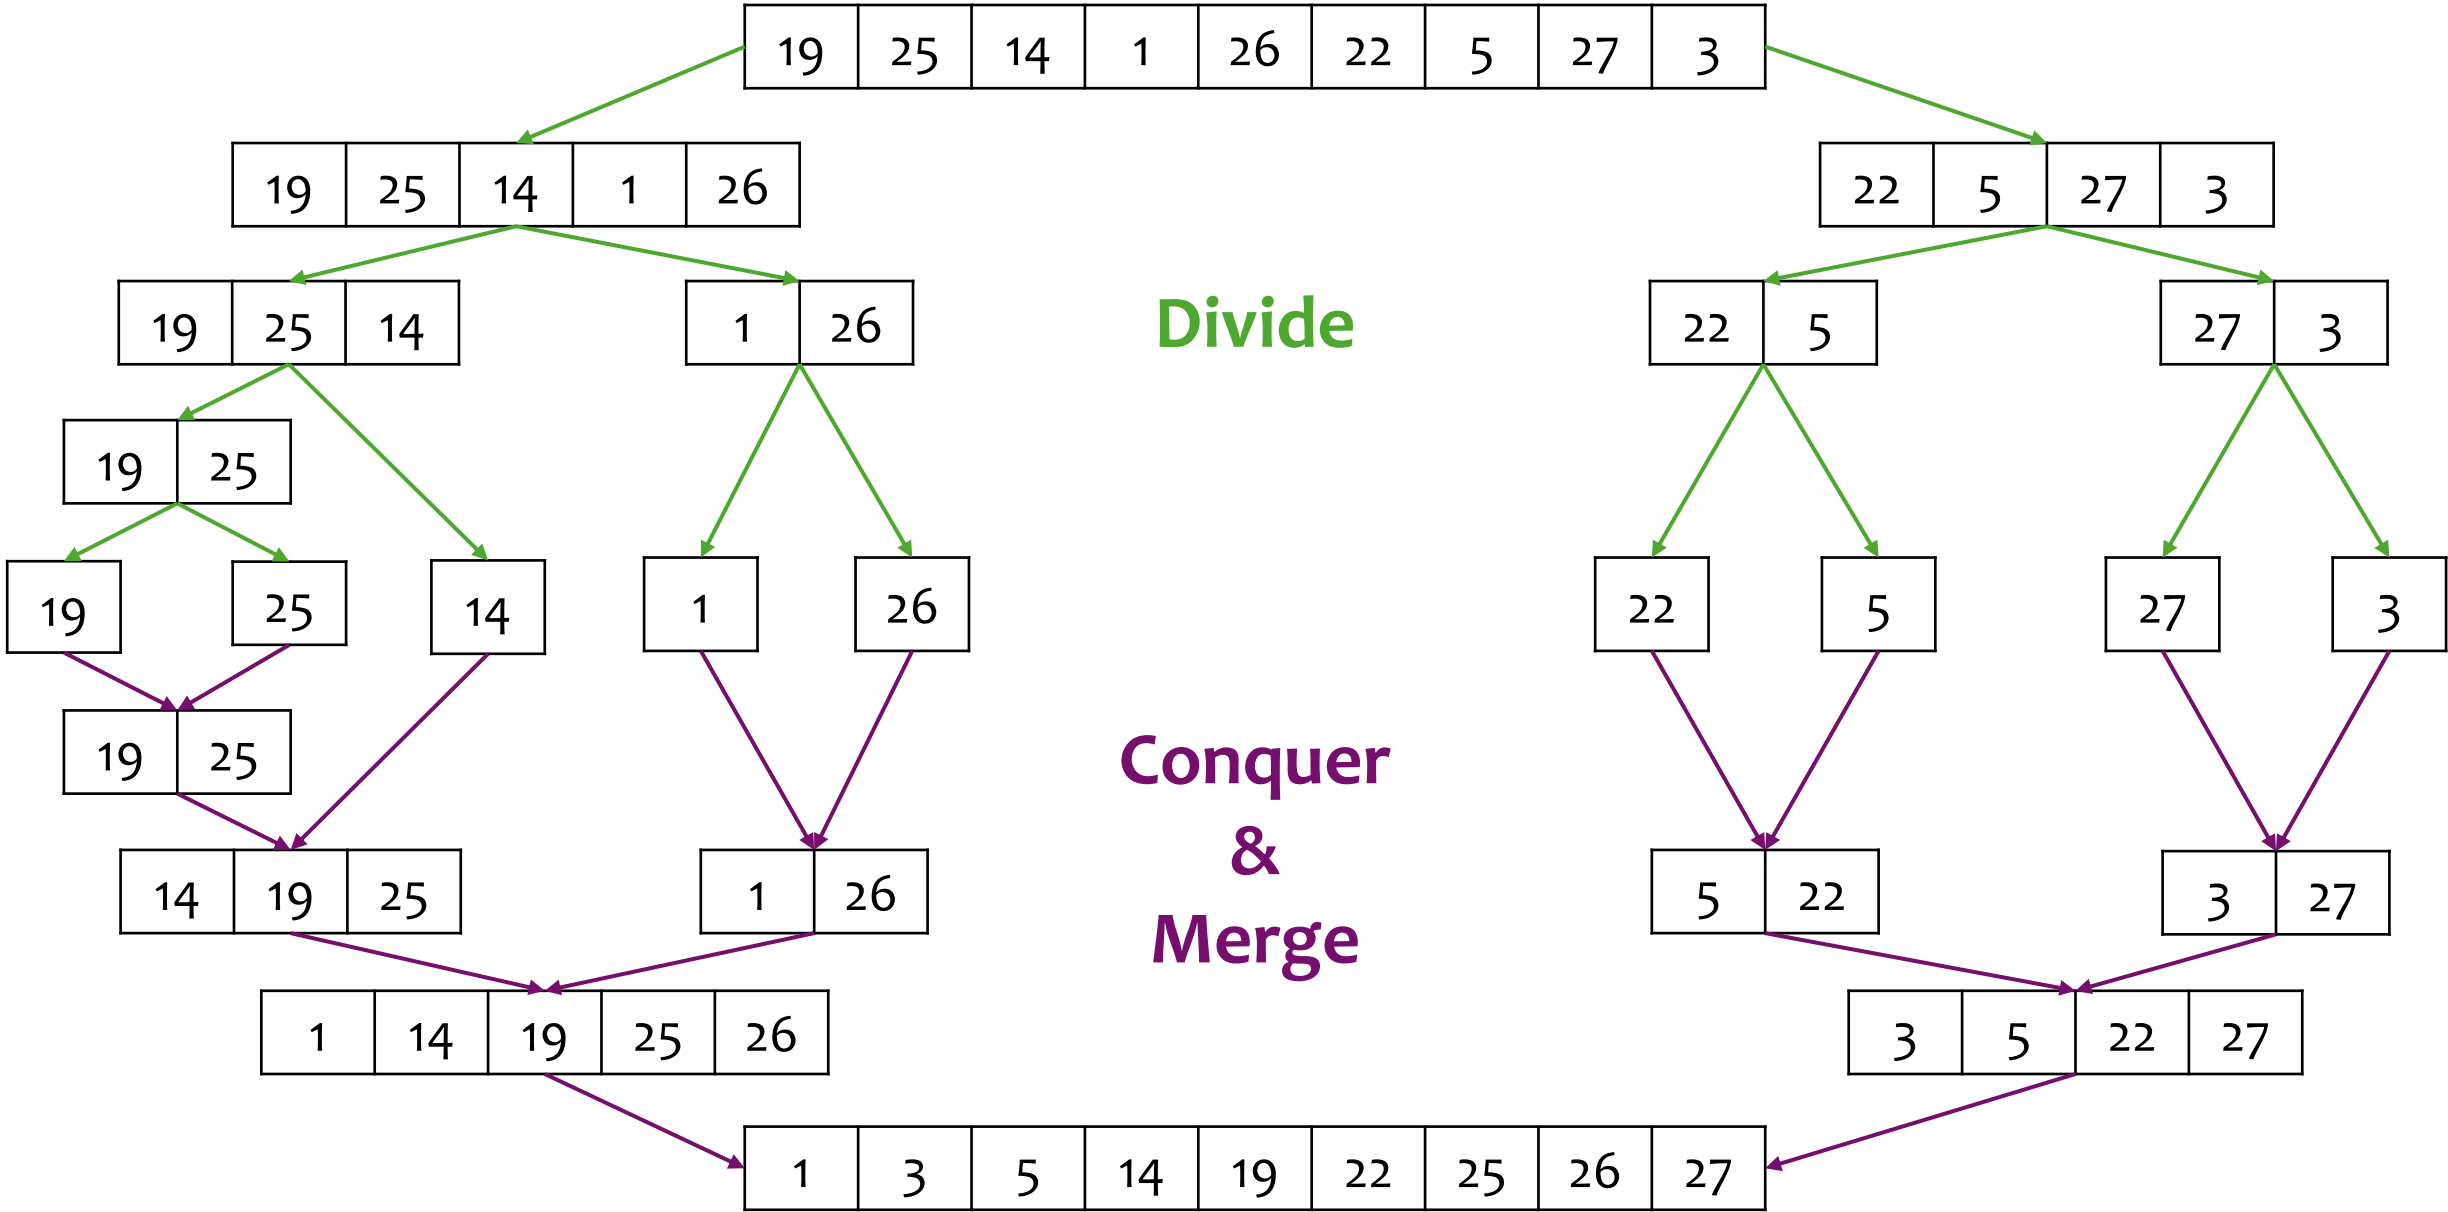 19 25 14 1 26 22 5 27 3
19 25 14 1 26 22 5 27 3
19 25 14 1 26 22 5 27 3
Divide
19 25
19 25 14 1 26 22 5 27 3
19 25
Conquer
&
Merge
14 19 25 1 26 5 22 3 27
1 14 19 25 26 3 5 22 27
1 3 5 14 19 22 25 26 27